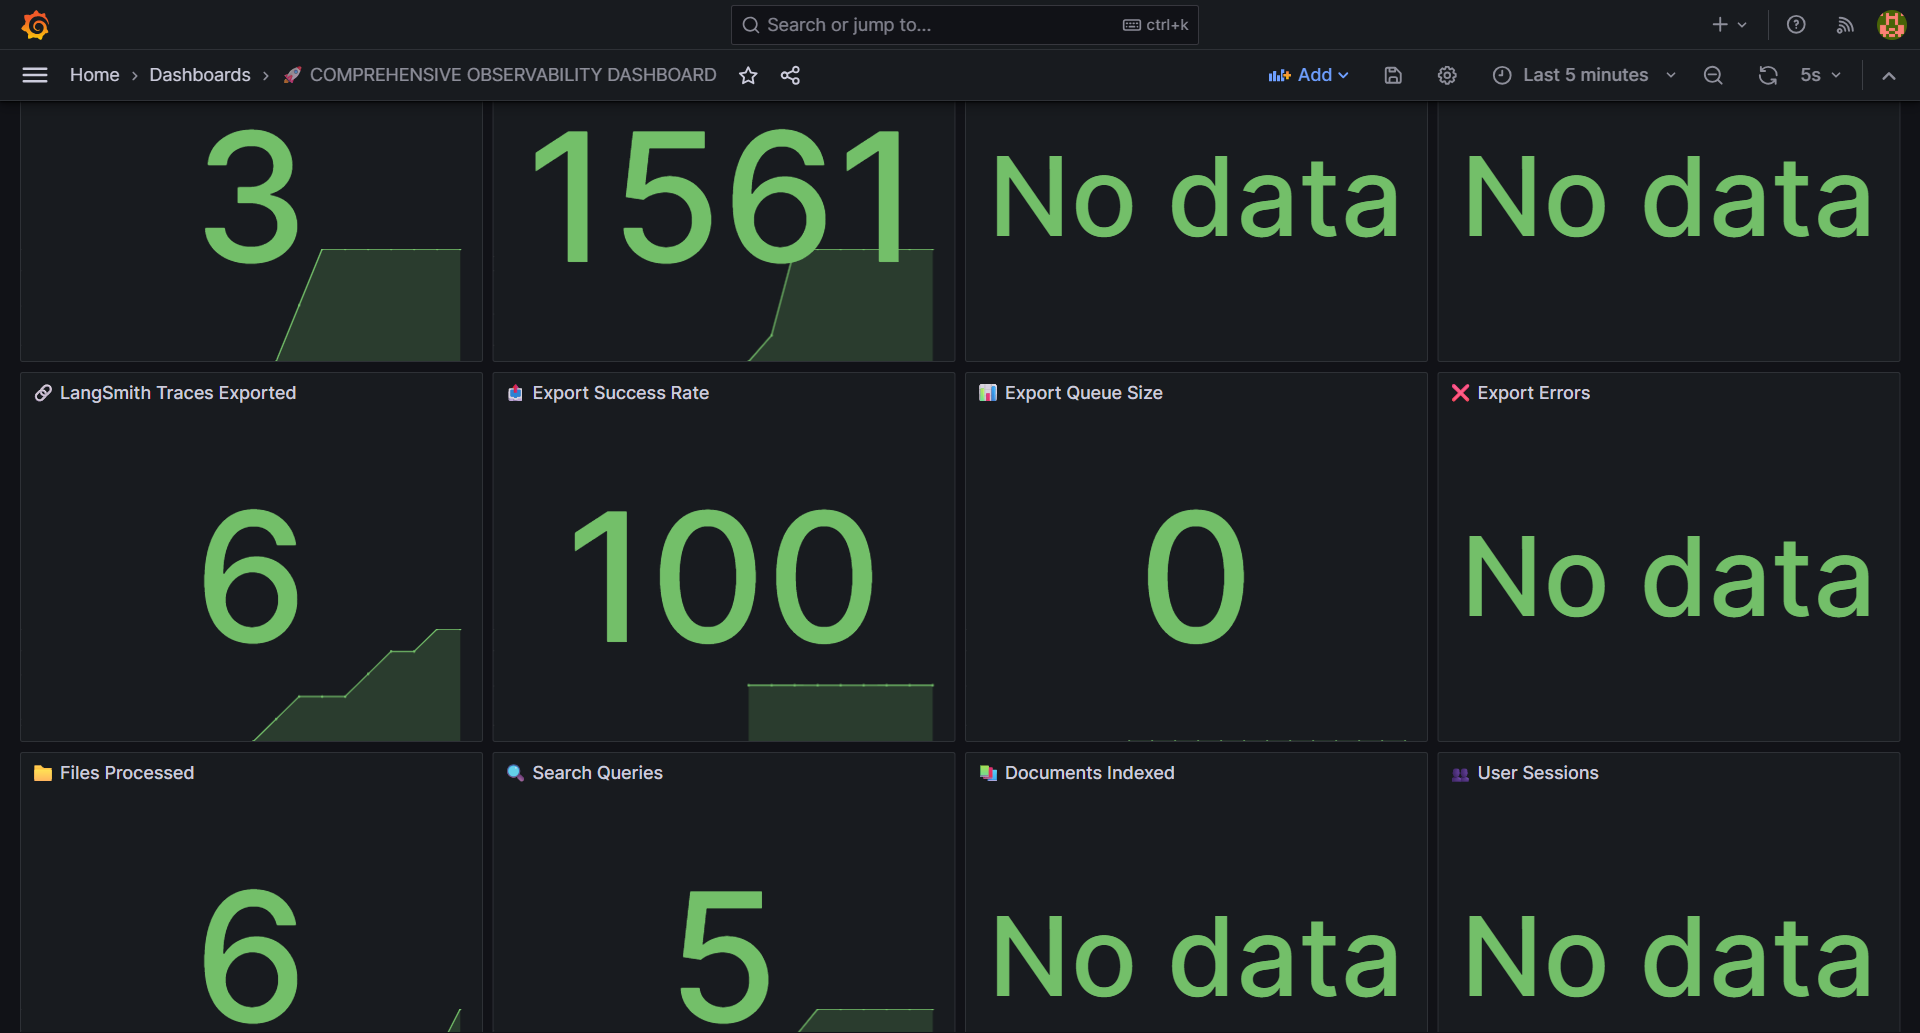 Search or jump to... ctrl+k
Home › Dashboards › 🚀 COMPREHENSIVE OBSERVABILITY DASHBOARD Add Last 5 minutes 5s
3 1561 No data No data
LangSmith Traces Exported Export Success Rate Export Queue Size Export Errors
6 100 0 No data
Files Processed Search Queries Documents Indexed User Sessions
6 5 No data No data